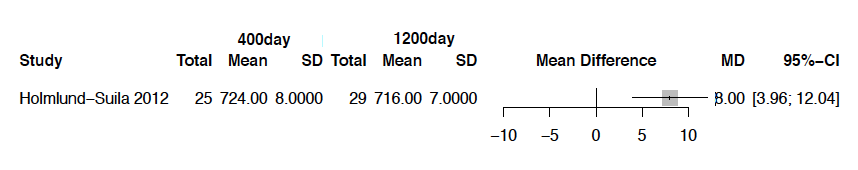 400day 1200day
Study Total Mean SD Total Mean SD Mean Difference MD 95%−CI
Holmlund−Suila 2012 25 724.00 8.0000 29 716.00 7.0000 8.00 [3.96; 12.04]
−10 −5 0 5 10